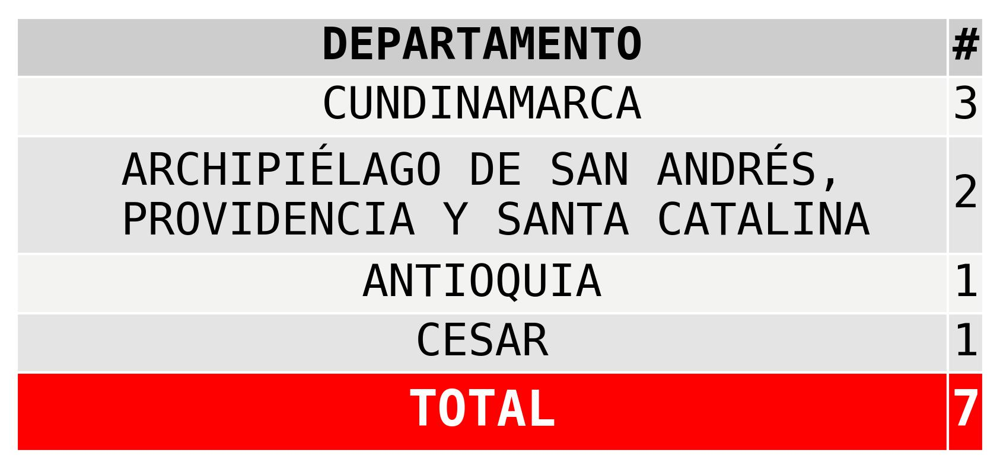 DEPARTAMENTO #
CUNDINAMARCA 3
ARCHIPIÉLAGO DE SAN ANDRÉS,
PROVIDENCIA Y SANTA CATALINA 2
ANTIOQUIA 1
CESAR 1
TOTAL 7